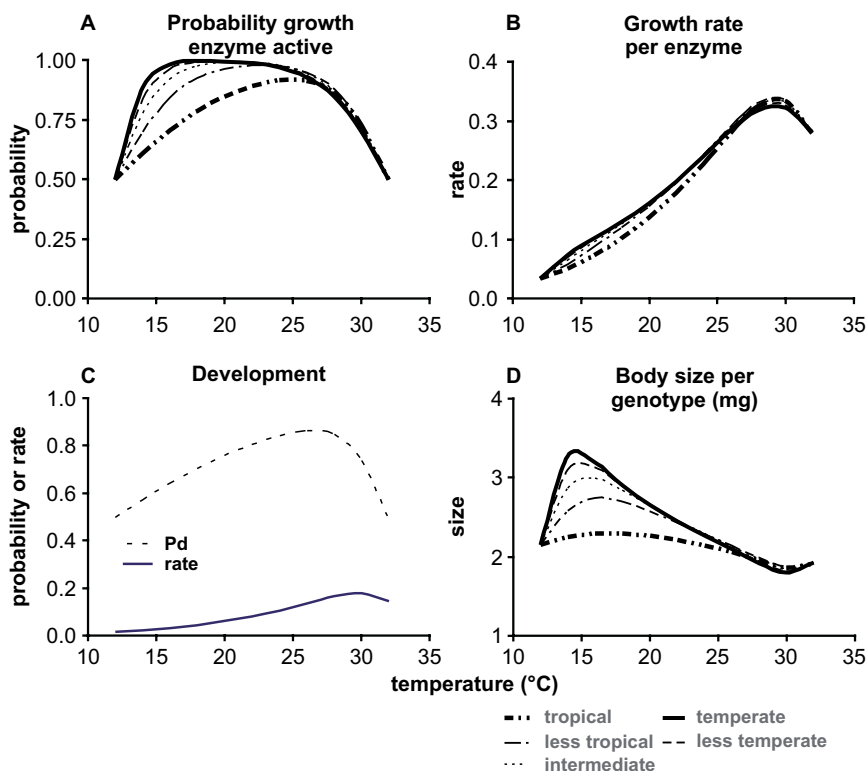 A
Probability growth
enzyme active
probability
1.00
0.75
0.50
0.25
0.00
10 15 20 25 30 35
B
Growth rate
per enzyme
rate
0.4
0.3
0.2
0.1
0.0
10 15 20 25 30 35
C
Development
probability or rate
1.0
0.8
0.6
0.4
0.2
0.0
Pd
rate
10 15 20 25 30 35
D
Body size per
genotype (mg)
size
4
3
2
1
10 15 20 25 30 35
temperature (°C)
tropical temperate
less tropical less temperate
intermediate